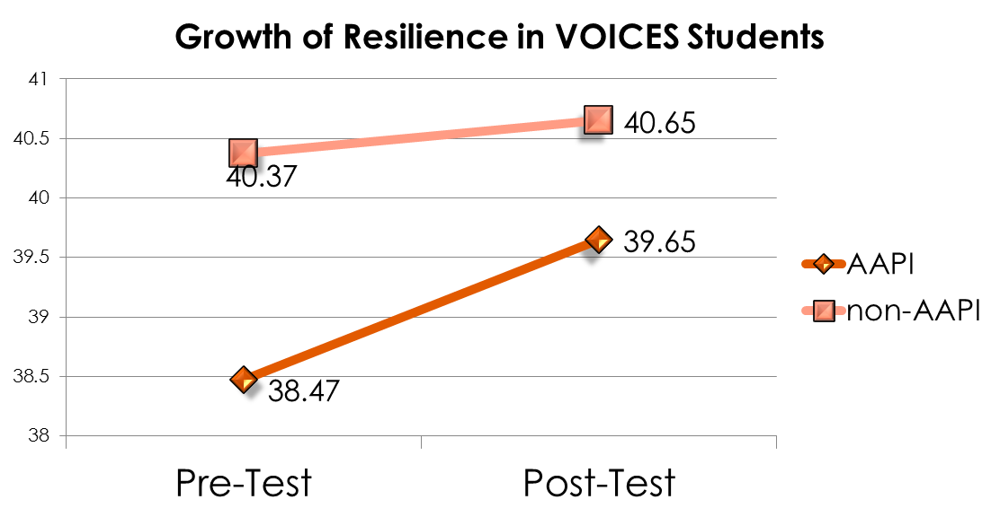 Growth of Resilience in VOICES Students
41
40.5
40
39.5
39
38.5
38
40.37
40.65
38.47
39.65
AAPI
non-AAPI
Pre-Test
Post-Test